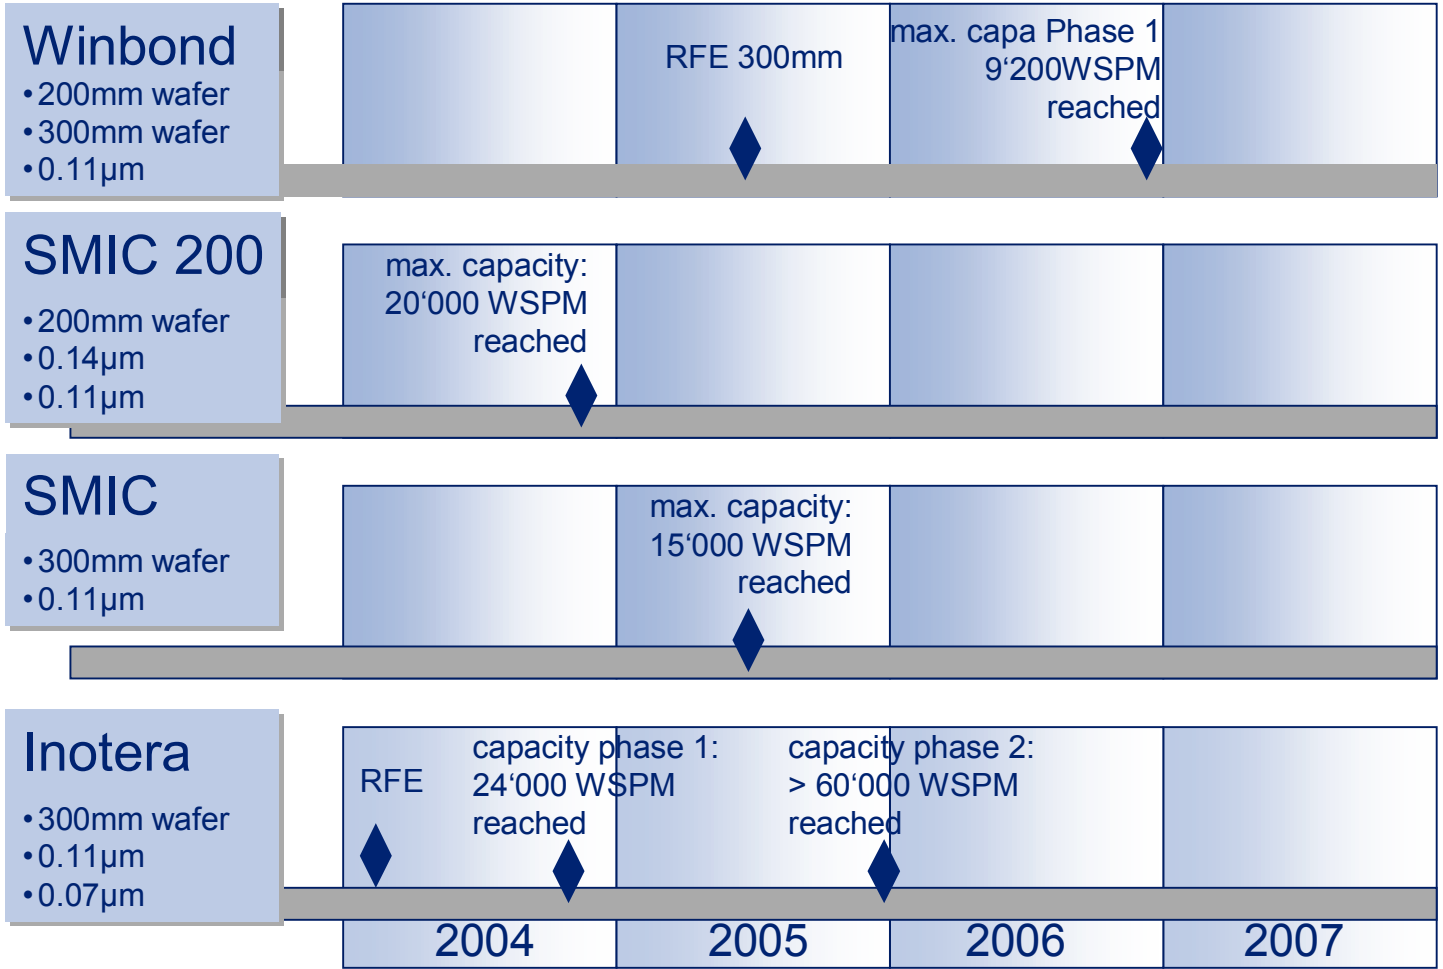 Winbond
•200mm wafer
•300mm wafer
•0.11µm
RFE 300mm
max. capa Phase 1
9‘200WSPM
reached
SMIC 200
•200mm wafer
•0.14µm
•0.11µm
max. capacity:
20‘000 WSPM
reached
SMIC
•300mm wafer
•0.11µm
max. capacity:
15‘000 WSPM
reached
Inotera
•300mm wafer
•0.11µm
•0.07µm
RFE
capacity phase 1:
24‘000 WSPM
reached
capacity phase 2:
> 60‘000 WSPM
reached
2004 2005 2006 2007